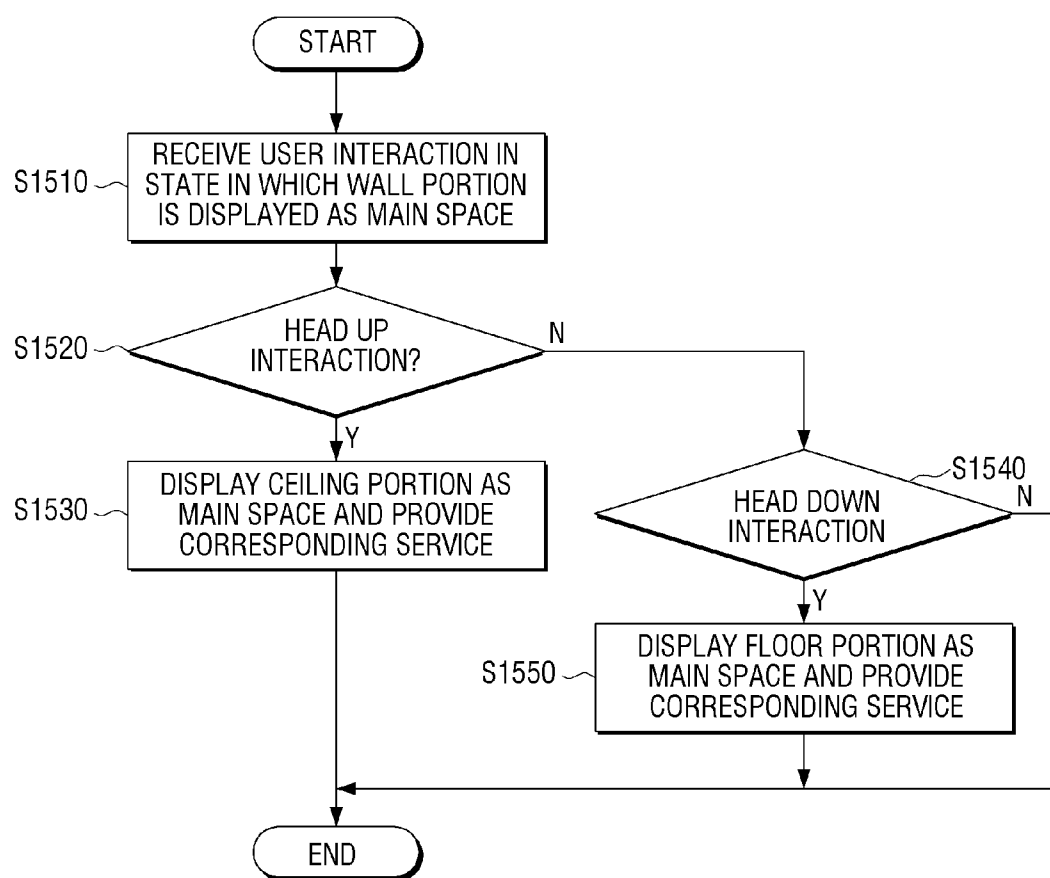 START
S1510
RECEIVE USER INTERACTION IN
STATE IN WHICH WALL PORTION
IS DISPLAYED AS MAIN SPACE
S1520
HEAD UP
INTERACTION?
N
Y
S1530
DISPLAY CEILING PORTION AS
MAIN SPACE AND PROVIDE
CORRESPONDING SERVICE
S1540
HEAD DOWN
INTERACTION
N
Y
S1550
DISPLAY FLOOR PORTION AS
MAIN SPACE AND PROVIDE
CORRESPONDING SERVICE
END